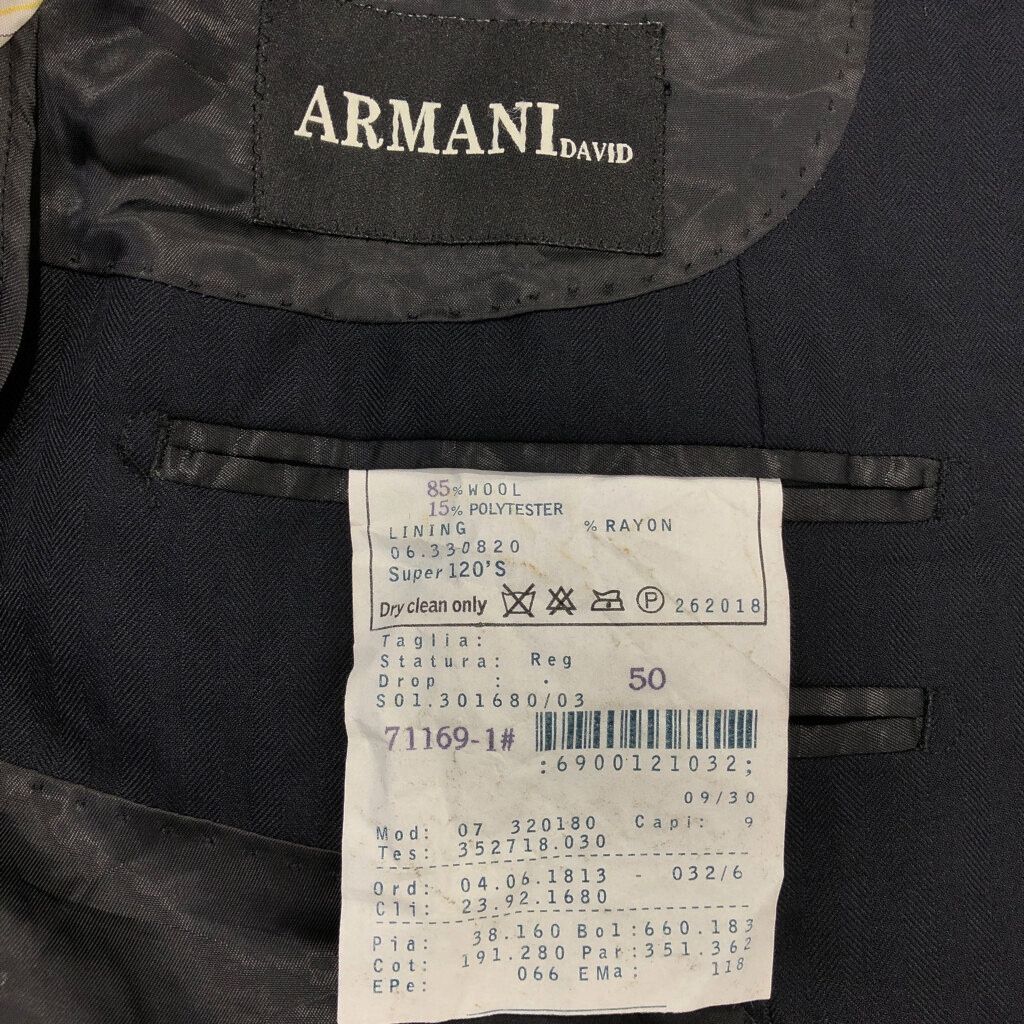 ARMANI DAVID
85% WOOL
15% POLYTESTER
LINING % RAYON
06.330820
Super 120'S
Dry clean only P 262018
Taglia:
Statura: Reg
Drop : . 50
S01.301680/03
71169-1#
:6900121032;
09/30
Mod: 07 320180 Capi: 9
Tes: 352718.030
Ord: 04.06.1813 - 032/6
Cli: 23.92.1680
Pia: 38.160 Bol:660.183
Cot: 191.280 Par:351.362
EPe: 066 EMa: 118